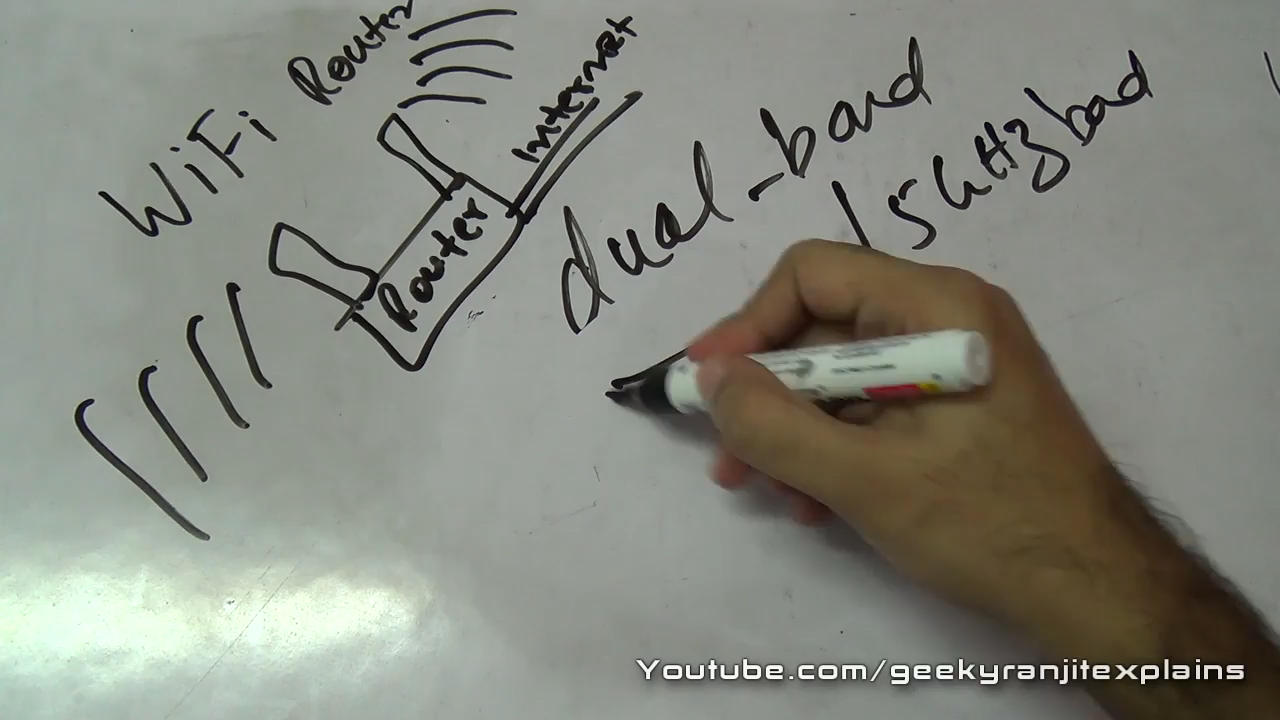 WiFi Router
Internet
Router
dual-band
/ 5GHz band
Youtube.com/geekyranjitexplains